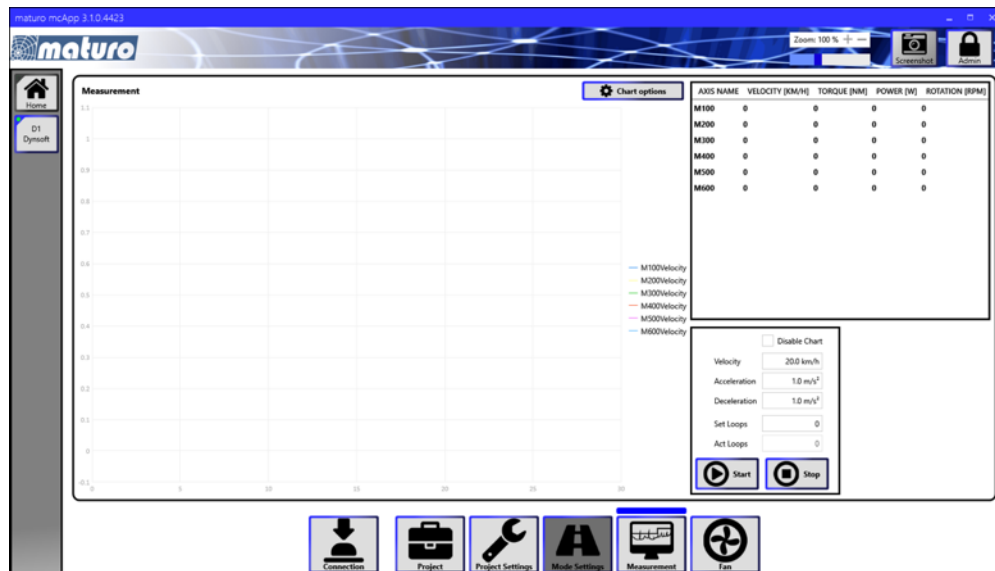 maturo mcApp 3.1.0.4423
maturo
Zoom: 100 % + −
Screenshot
Admin
Home
D1
Dynsoft
Measurement
Chart options
1.1
1
0.9
0.8
0.7
0.6
0.5
0.4
0.3
0.2
0.1
0
-0.1
0 5 10 15 20 25 30
M100Velocity
M200Velocity
M300Velocity
M400Velocity
M500Velocity
M600Velocity
AXIS NAME VELOCITY [KM/H] TORQUE [NM] POWER [W] ROTATION [RPM]
M100 0 0 0 0
M200 0 0 0 0
M300 0 0 0 0
M400 0 0 0 0
M500 0 0 0 0
M600 0 0 0 0
Disable Chart
Velocity 20.0 km/h
Acceleration 1.0 m/s²
Deceleration 1.0 m/s²
Set Loops 0
Act Loops 0
Start Stop
Connection Project Project Settings Mode Settings Measurement Fan